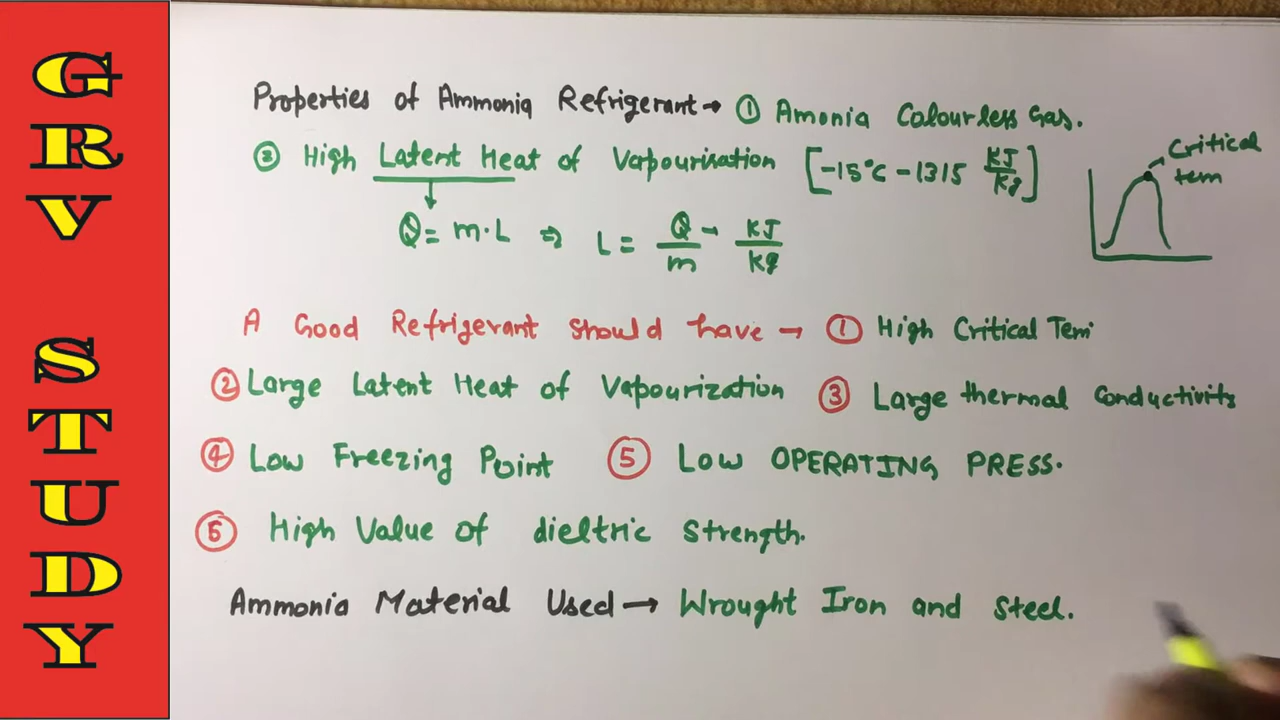 GRV STUDY
Properties of Ammonia Refrigerant → ① Amonia Colourless Gas.
② High Latent Heat of Vapourisation [-15°C - 1315 KJ/Kg]
Critical
tem
Q = m·L ⇒ L = Q/m → KJ/Kg
A Good Refrigerant should have → ① High Critical Tem
② Large Latent Heat of Vapourization ③ Large thermal Conductivity
④ Low Freezing Point ⑤ Low OPERATING PRESS.
⑥ High Value of dieltric Strength.
Ammonia Material Used → Wrought Iron and Steel.